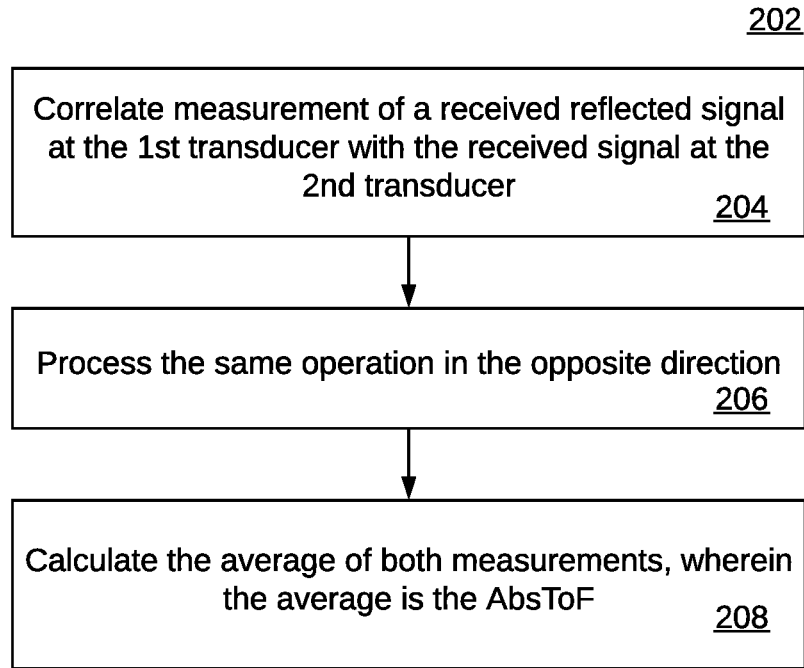 202
Correlate measurement of a received reflected signal
at the 1st transducer with the received signal at the
2nd transducer
204
Process the same operation in the opposite direction
206
Calculate the average of both measurements, wherein
the average is the AbsToF
208